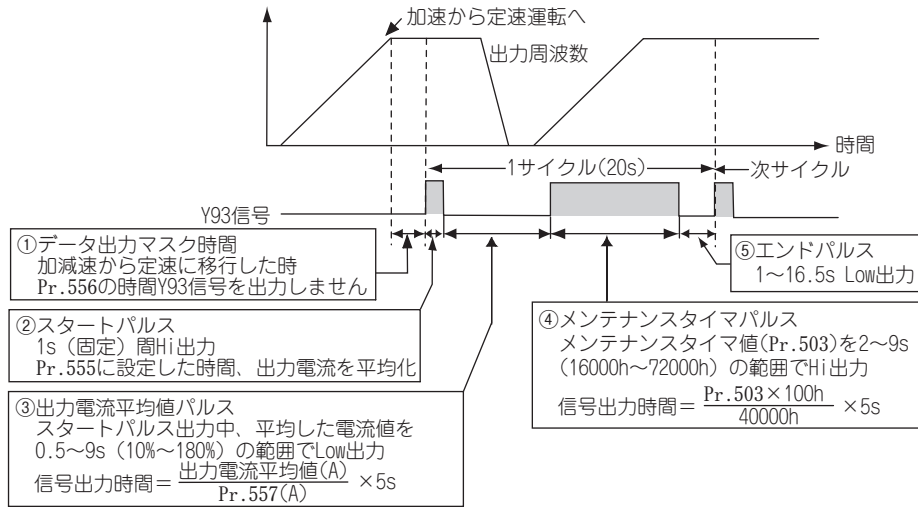 加速から定速運転へ
出力周波数
時間
1サイクル(20s)
次サイクル
Y93信号
①データ出力マスク時間
加減速から定速に移行した時
Pr.556の時間Y93信号を出力しません
②スタートパルス
1s（固定）間Hi出力
Pr.555に設定した時間、出力電流を平均化
③出力電流平均値パルス
スタートパルス出力中、平均した電流値を
0.5～9s（10%～180%）の範囲でLow出力
信号出力時間＝ 出力電流平均値(A) ×5s
Pr.557(A)
⑤エンドパルス
1～16.5s Low出力
④メンテナンスタイマパルス
メンテナンスタイマ値(Pr.503)を2～9s
（16000h～72000h）の範囲でHi出力
信号出力時間＝ Pr.503×100h ×5s
40000h